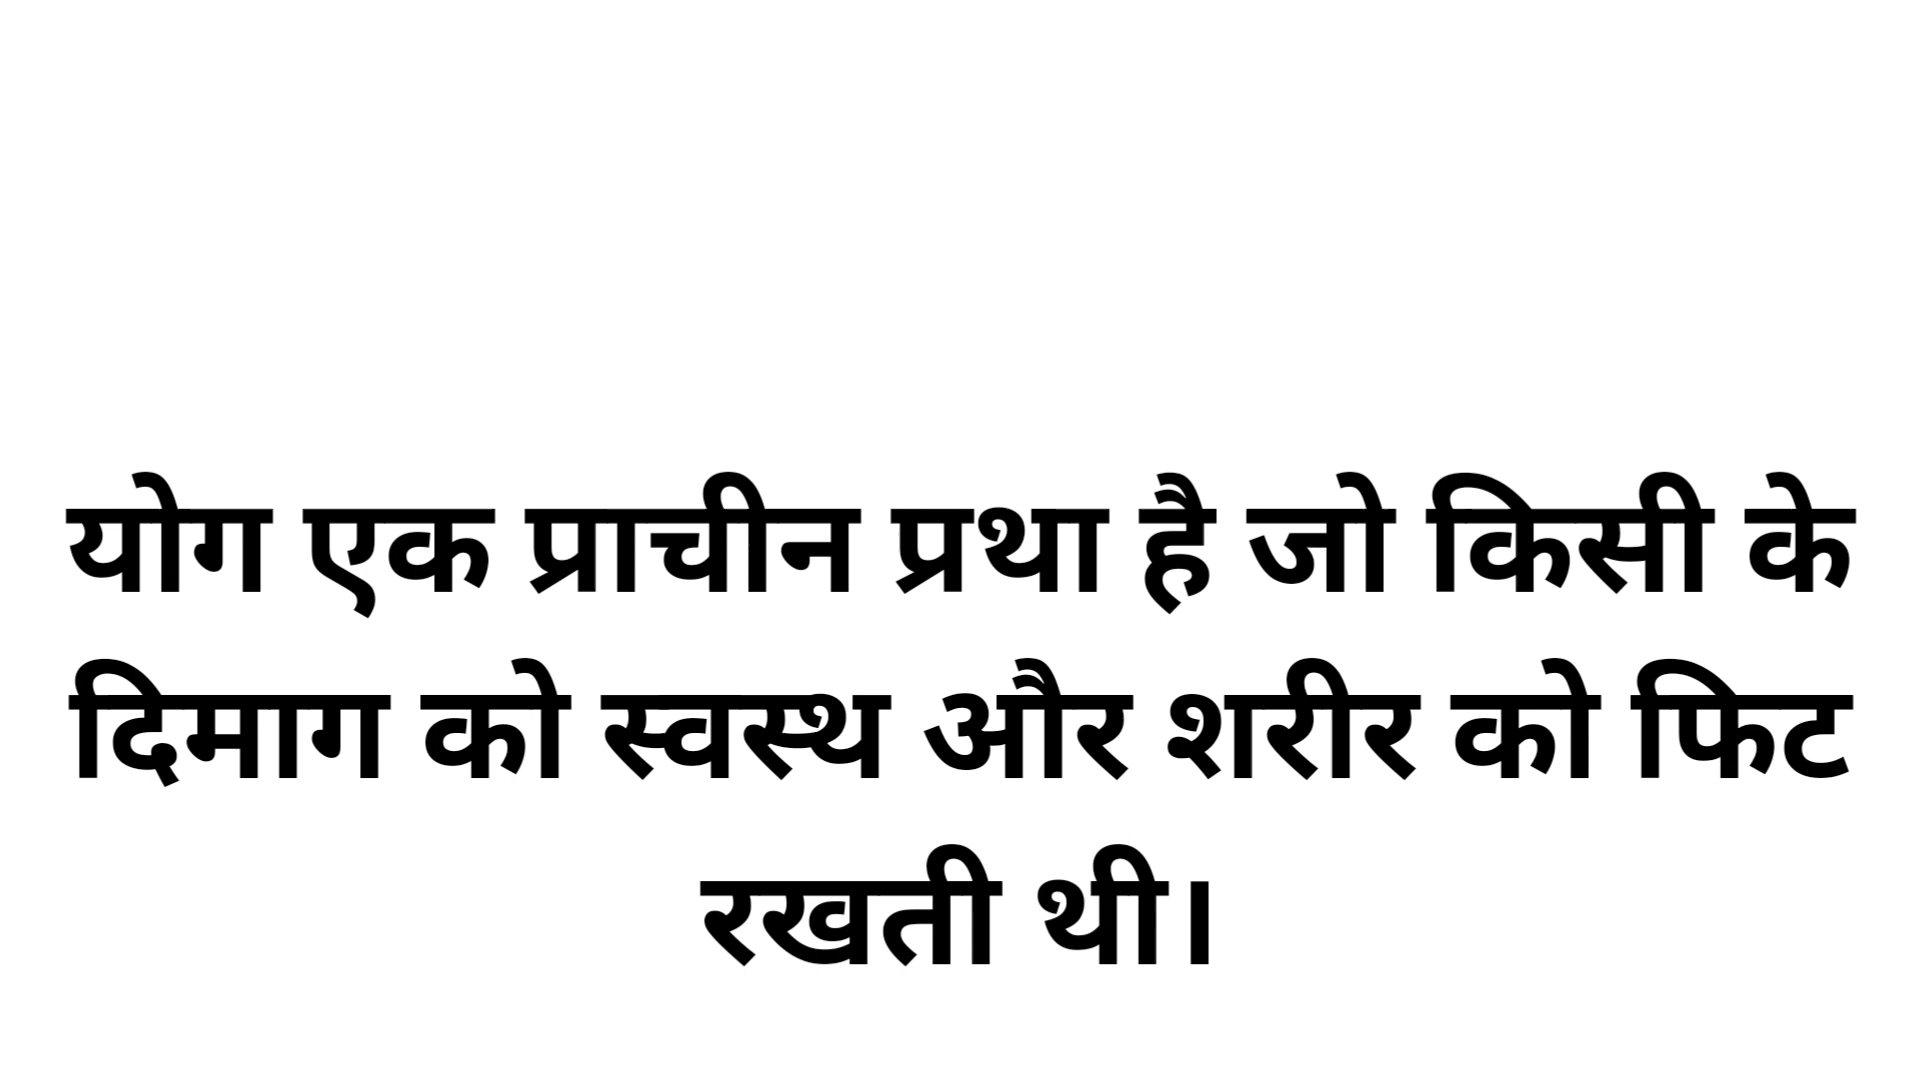 योग एक प्राचीन प्रथा है जो किसी के
दिमाग को स्वस्थ और शरीर को फिट
रखती थी।